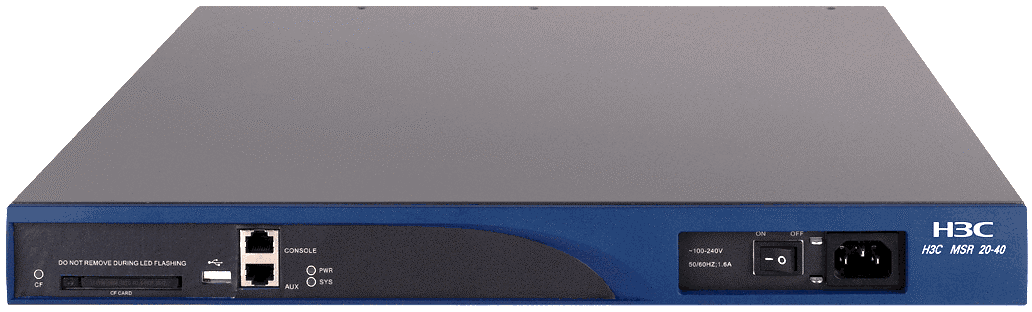 H3C
H3C MSR 20-40
ON OFF
~100-240V
50/60HZ;1.6A
CONSOLE
DO NOT REMOVE DURING LED FLASHING
PWR
SYS
CF
AUX
CF CARD